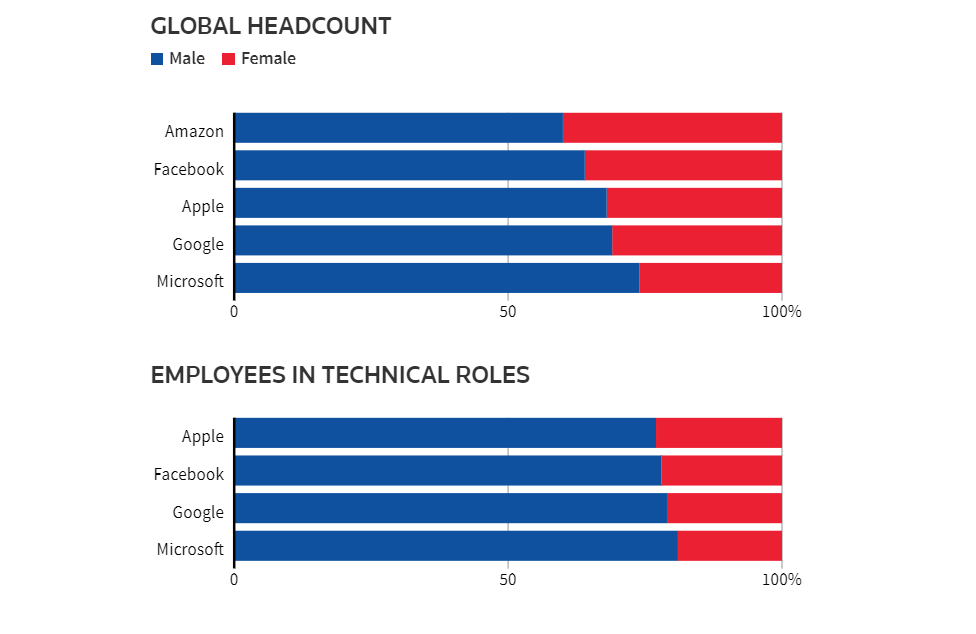 GLOBAL HEADCOUNT
Male Female
Amazon
Facebook
Apple
Google
Microsoft
0 50 100%
EMPLOYEES IN TECHNICAL ROLES
Apple
Facebook
Google
Microsoft
0 50 100%